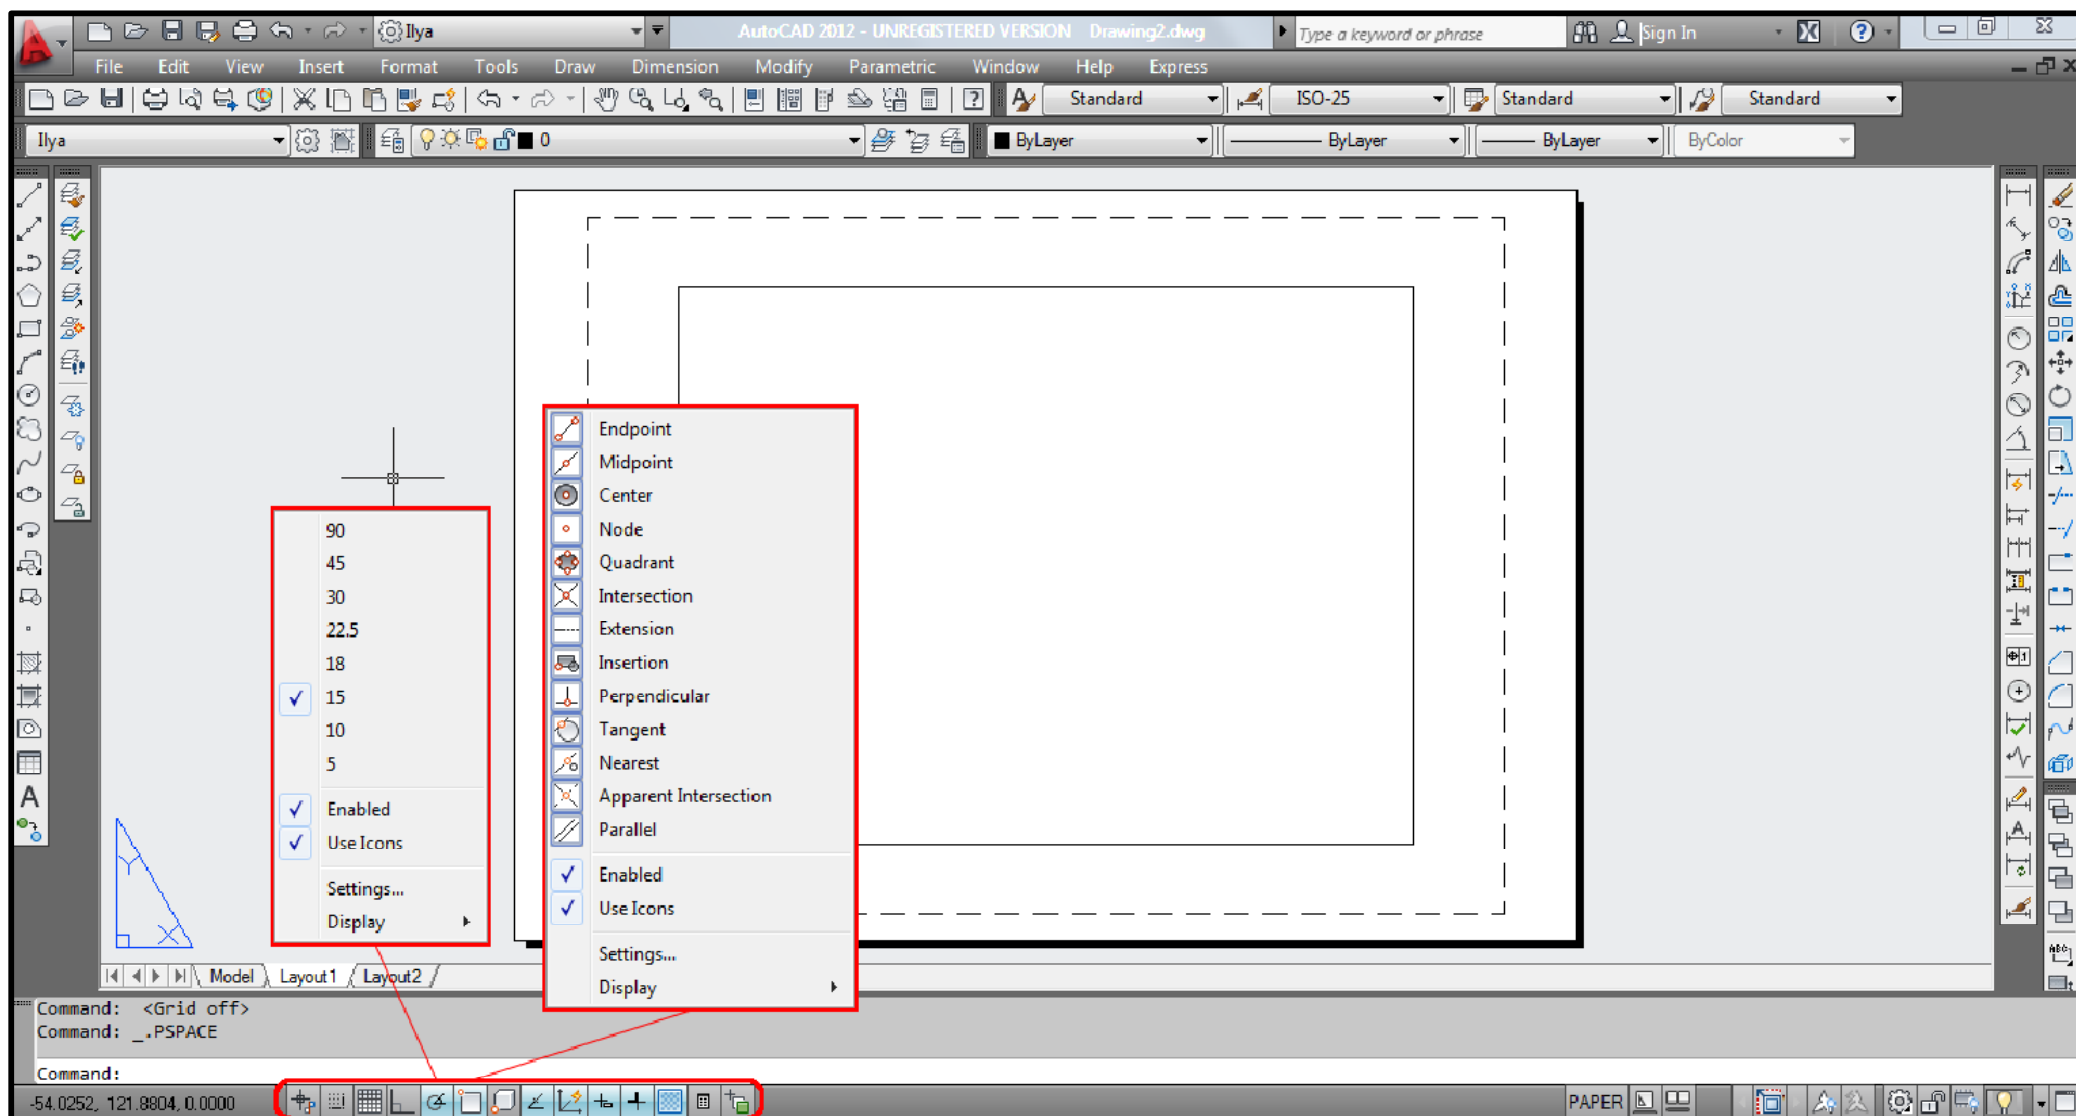 Ilya
AutoCAD 2012 - UNREGISTERED VERSION Drawing2.dwg
Type a keyword or phrase
Sign In
File Edit View Insert Format Tools Draw Dimension Modify Parametric Window Help Express
Standard ISO-25 Standard Standard
Ilya 0 ByLayer ByLayer ByLayer ByColor
Endpoint
Midpoint
Center
Node
Quadrant
Intersection
Extension
Insertion
Perpendicular
Tangent
Nearest
Apparent Intersection
Parallel
Enabled
Use Icons
Settings...
Display
90
45
30
22.5
18
15
10
5
Enabled
Use Icons
Settings...
Display
Y
X
Model Layout1 Layout2
Command: <Grid off>
Command: _.PSPACE
Command:
-54.0252, 121.8804, 0.0000
PAPER